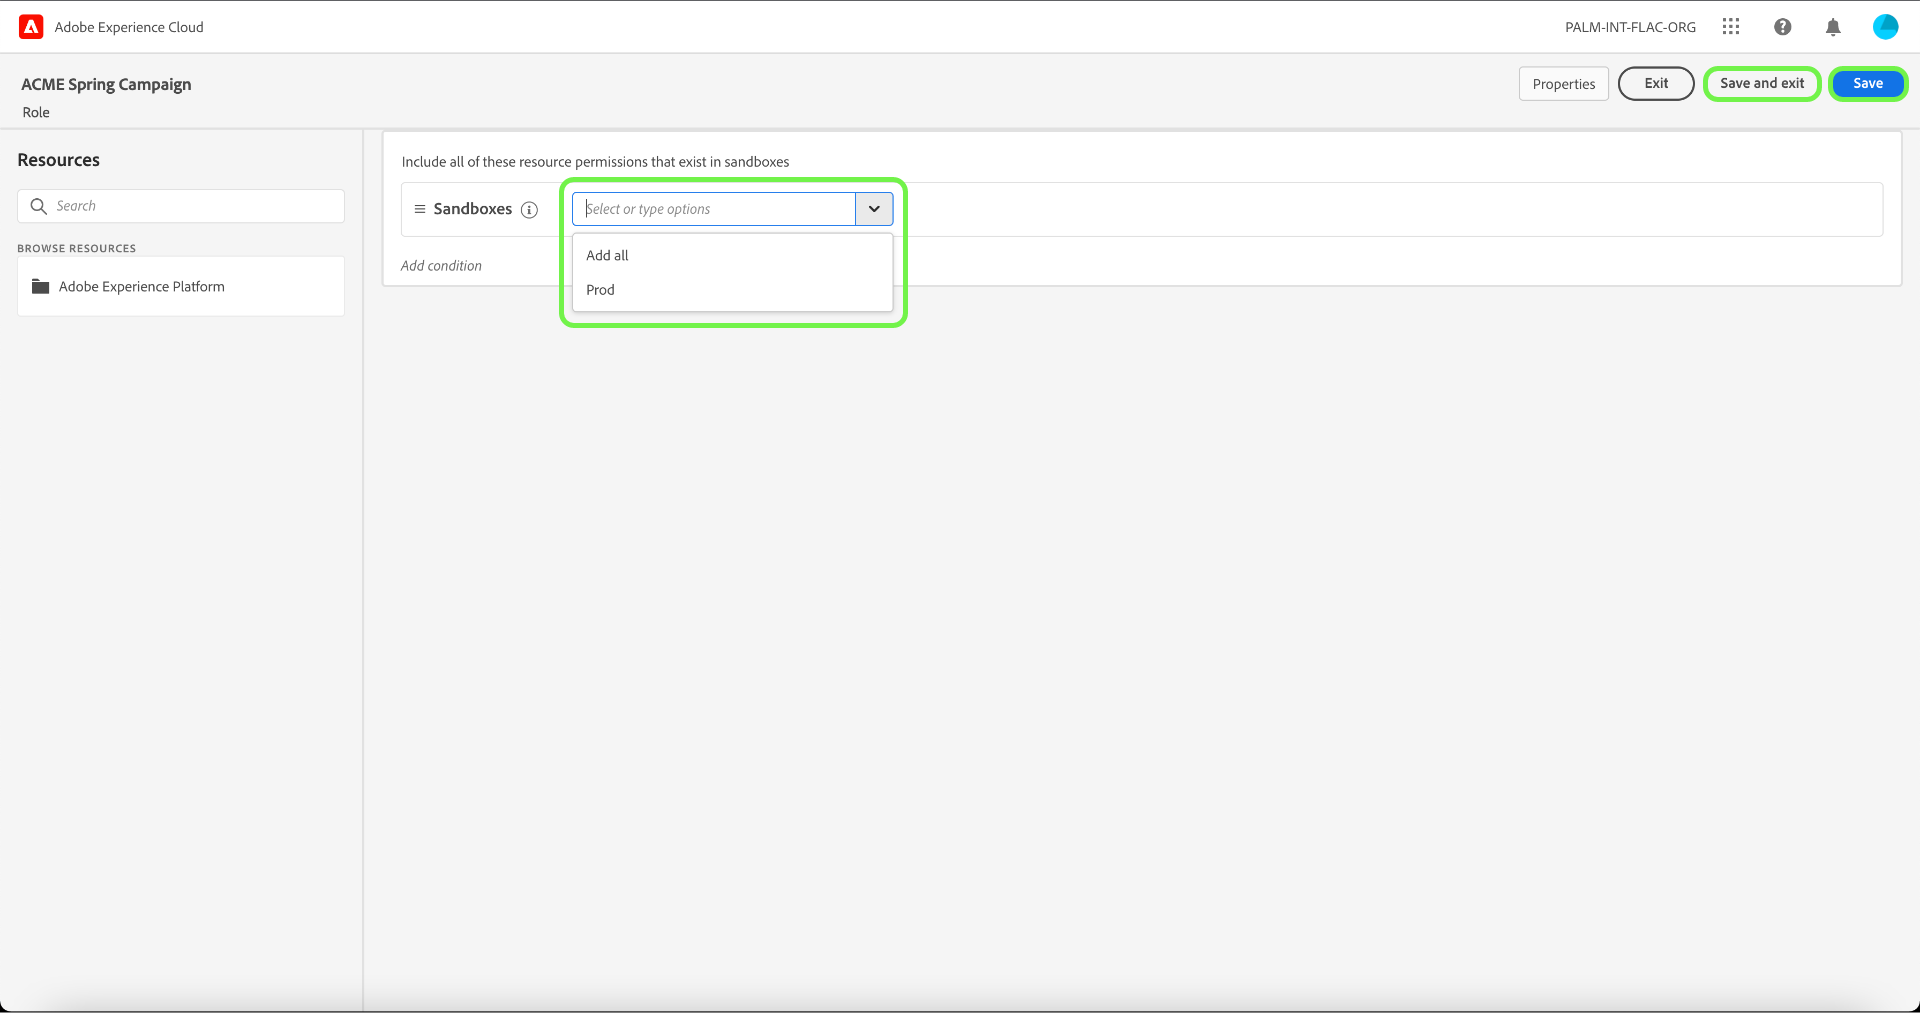 Adobe Experience Cloud
PALM-INT-FLAC-ORG
ACME Spring Campaign
Role
Properties
Exit
Save and exit
Save
Resources
Search
BROWSE RESOURCES
Adobe Experience Platform
Include all of these resource permissions that exist in sandboxes
Sandboxes
Select or type options
Add all
Prod
Add condition